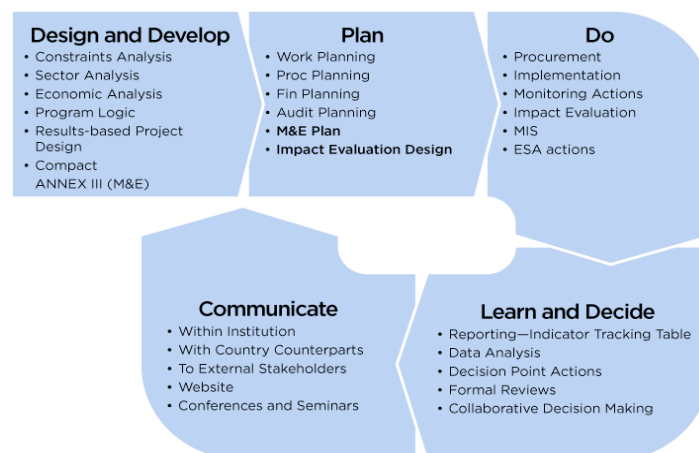 Design and Develop
• Constraints Analysis
• Sector Analysis
• Economic Analysis
• Program Logic
• Results-based Project
Design
• Compact
ANNEX III (M&E)
Plan
• Work Planning
• Proc Planning
• Fin Planning
• Audit Planning
• M&E Plan
• Impact Evaluation Design
Do
• Procurement
• Implementation
• Monitoring Actions
• Impact Evaluation
• MIS
• ESA actions
Learn and Decide
• Reporting—Indicator Tracking Table
• Data Analysis
• Decision Point Actions
• Formal Reviews
• Collaborative Decision Making
Communicate
• Within Institution
• With Country Counterparts
• To External Stakeholders
• Website
• Conferences and Seminars